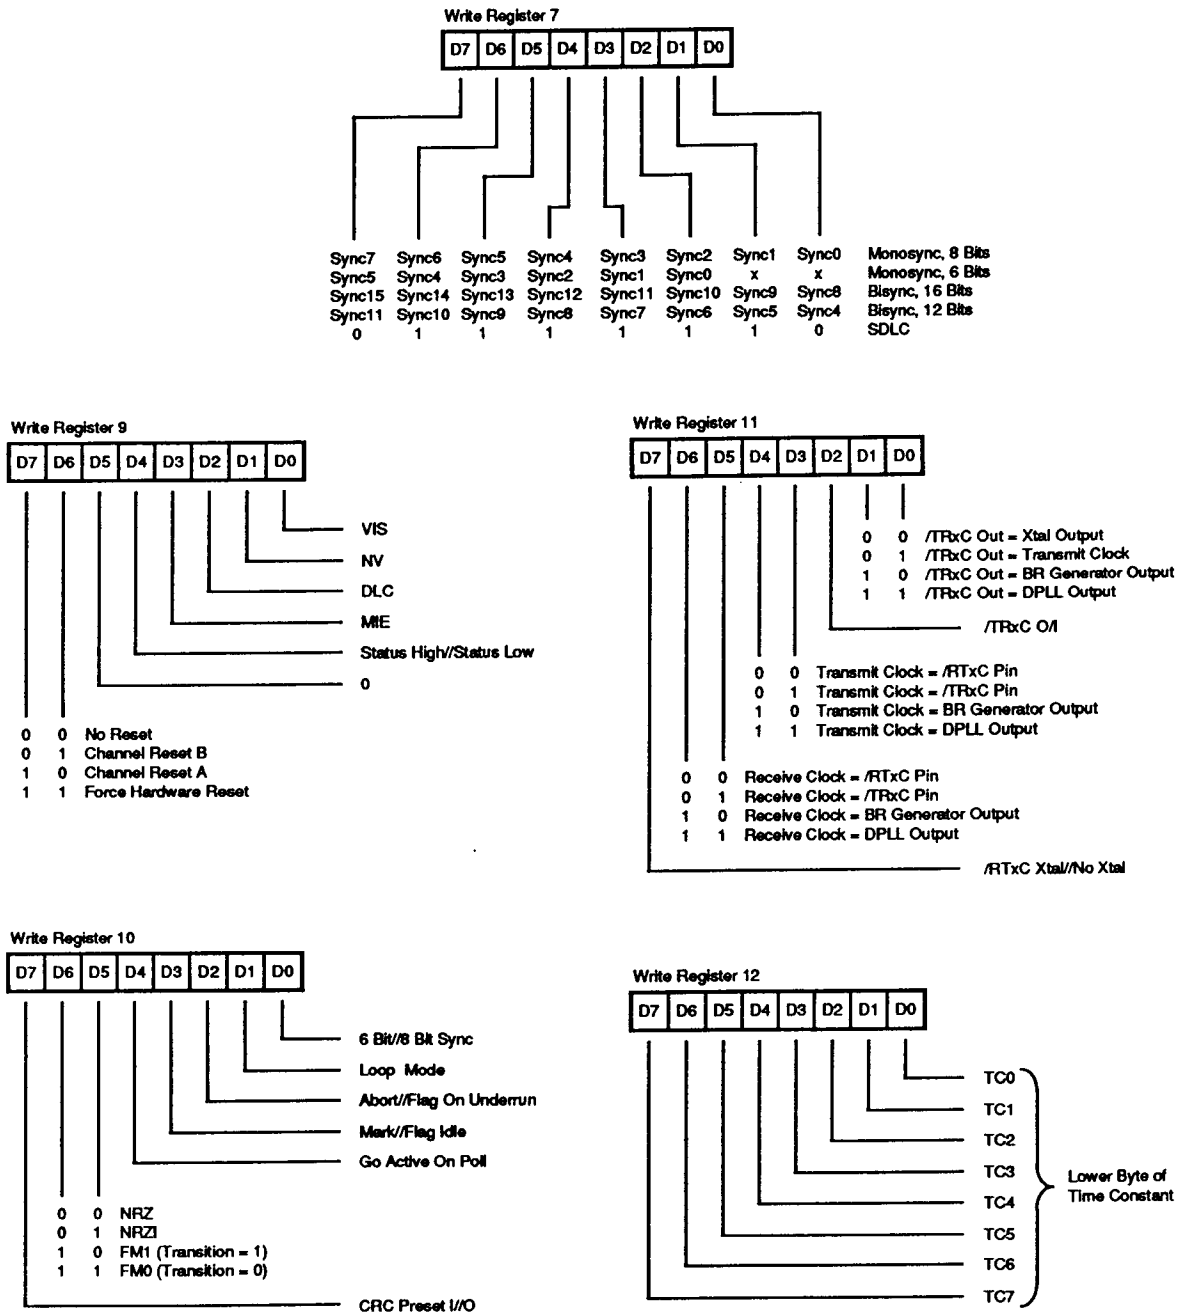 Write Register 7
D7 D6 D5 D4 D3 D2 D1 D0
Sync7 Sync6 Sync5 Sync4 Sync3 Sync2 Sync1 Sync0 Monosync, 8 Bits
Sync5 Sync4 Sync3 Sync2 Sync1 Sync0 x x Monosync, 6 Bits
Sync15 Sync14 Sync13 Sync12 Sync11 Sync10 Sync9 Sync8 Bisync, 16 Bits
Sync11 Sync10 Sync9 Sync8 Sync7 Sync6 Sync5 Sync4 Bisync, 12 Bits
0 1 1 1 1 1 1 0 SDLC
Write Register 9
D7 D6 D5 D4 D3 D2 D1 D0
VIS
NV
DLC
MIE
Status High//Status Low
0
0 0 No Reset
0 1 Channel Reset B
1 0 Channel Reset A
1 1 Force Hardware Reset
Write Register 11
D7 D6 D5 D4 D3 D2 D1 D0
0 0 /TRxC Out = Xtal Output
0 1 /TRxC Out = Transmit Clock
1 0 /TRxC Out = BR Generator Output
1 1 /TRxC Out = DPLL Output
/TRxC O/I
0 0 Transmit Clock = /RTxC Pin
0 1 Transmit Clock = /TRxC Pin
1 0 Transmit Clock = BR Generator Output
1 1 Transmit Clock = DPLL Output
0 0 Receive Clock = /RTxC Pin
0 1 Receive Clock = /TRxC Pin
1 0 Receive Clock = BR Generator Output
1 1 Receive Clock = DPLL Output
/RTxC Xtal//No Xtal
Write Register 10
D7 D6 D5 D4 D3 D2 D1 D0
6 Bit//8 Bit Sync
Loop Mode
Abort//Flag On Underrun
Mark//Flag Idle
Go Active On Poll
0 0 NRZ
0 1 NRZI
1 0 FM1 (Transition = 1)
1 1 FM0 (Transition = 0)
CRC Preset I//O
Write Register 12
D7 D6 D5 D4 D3 D2 D1 D0
TC0
TC1
TC2
TC3
TC4
TC5
TC6
TC7
Lower Byte of
Time Constant